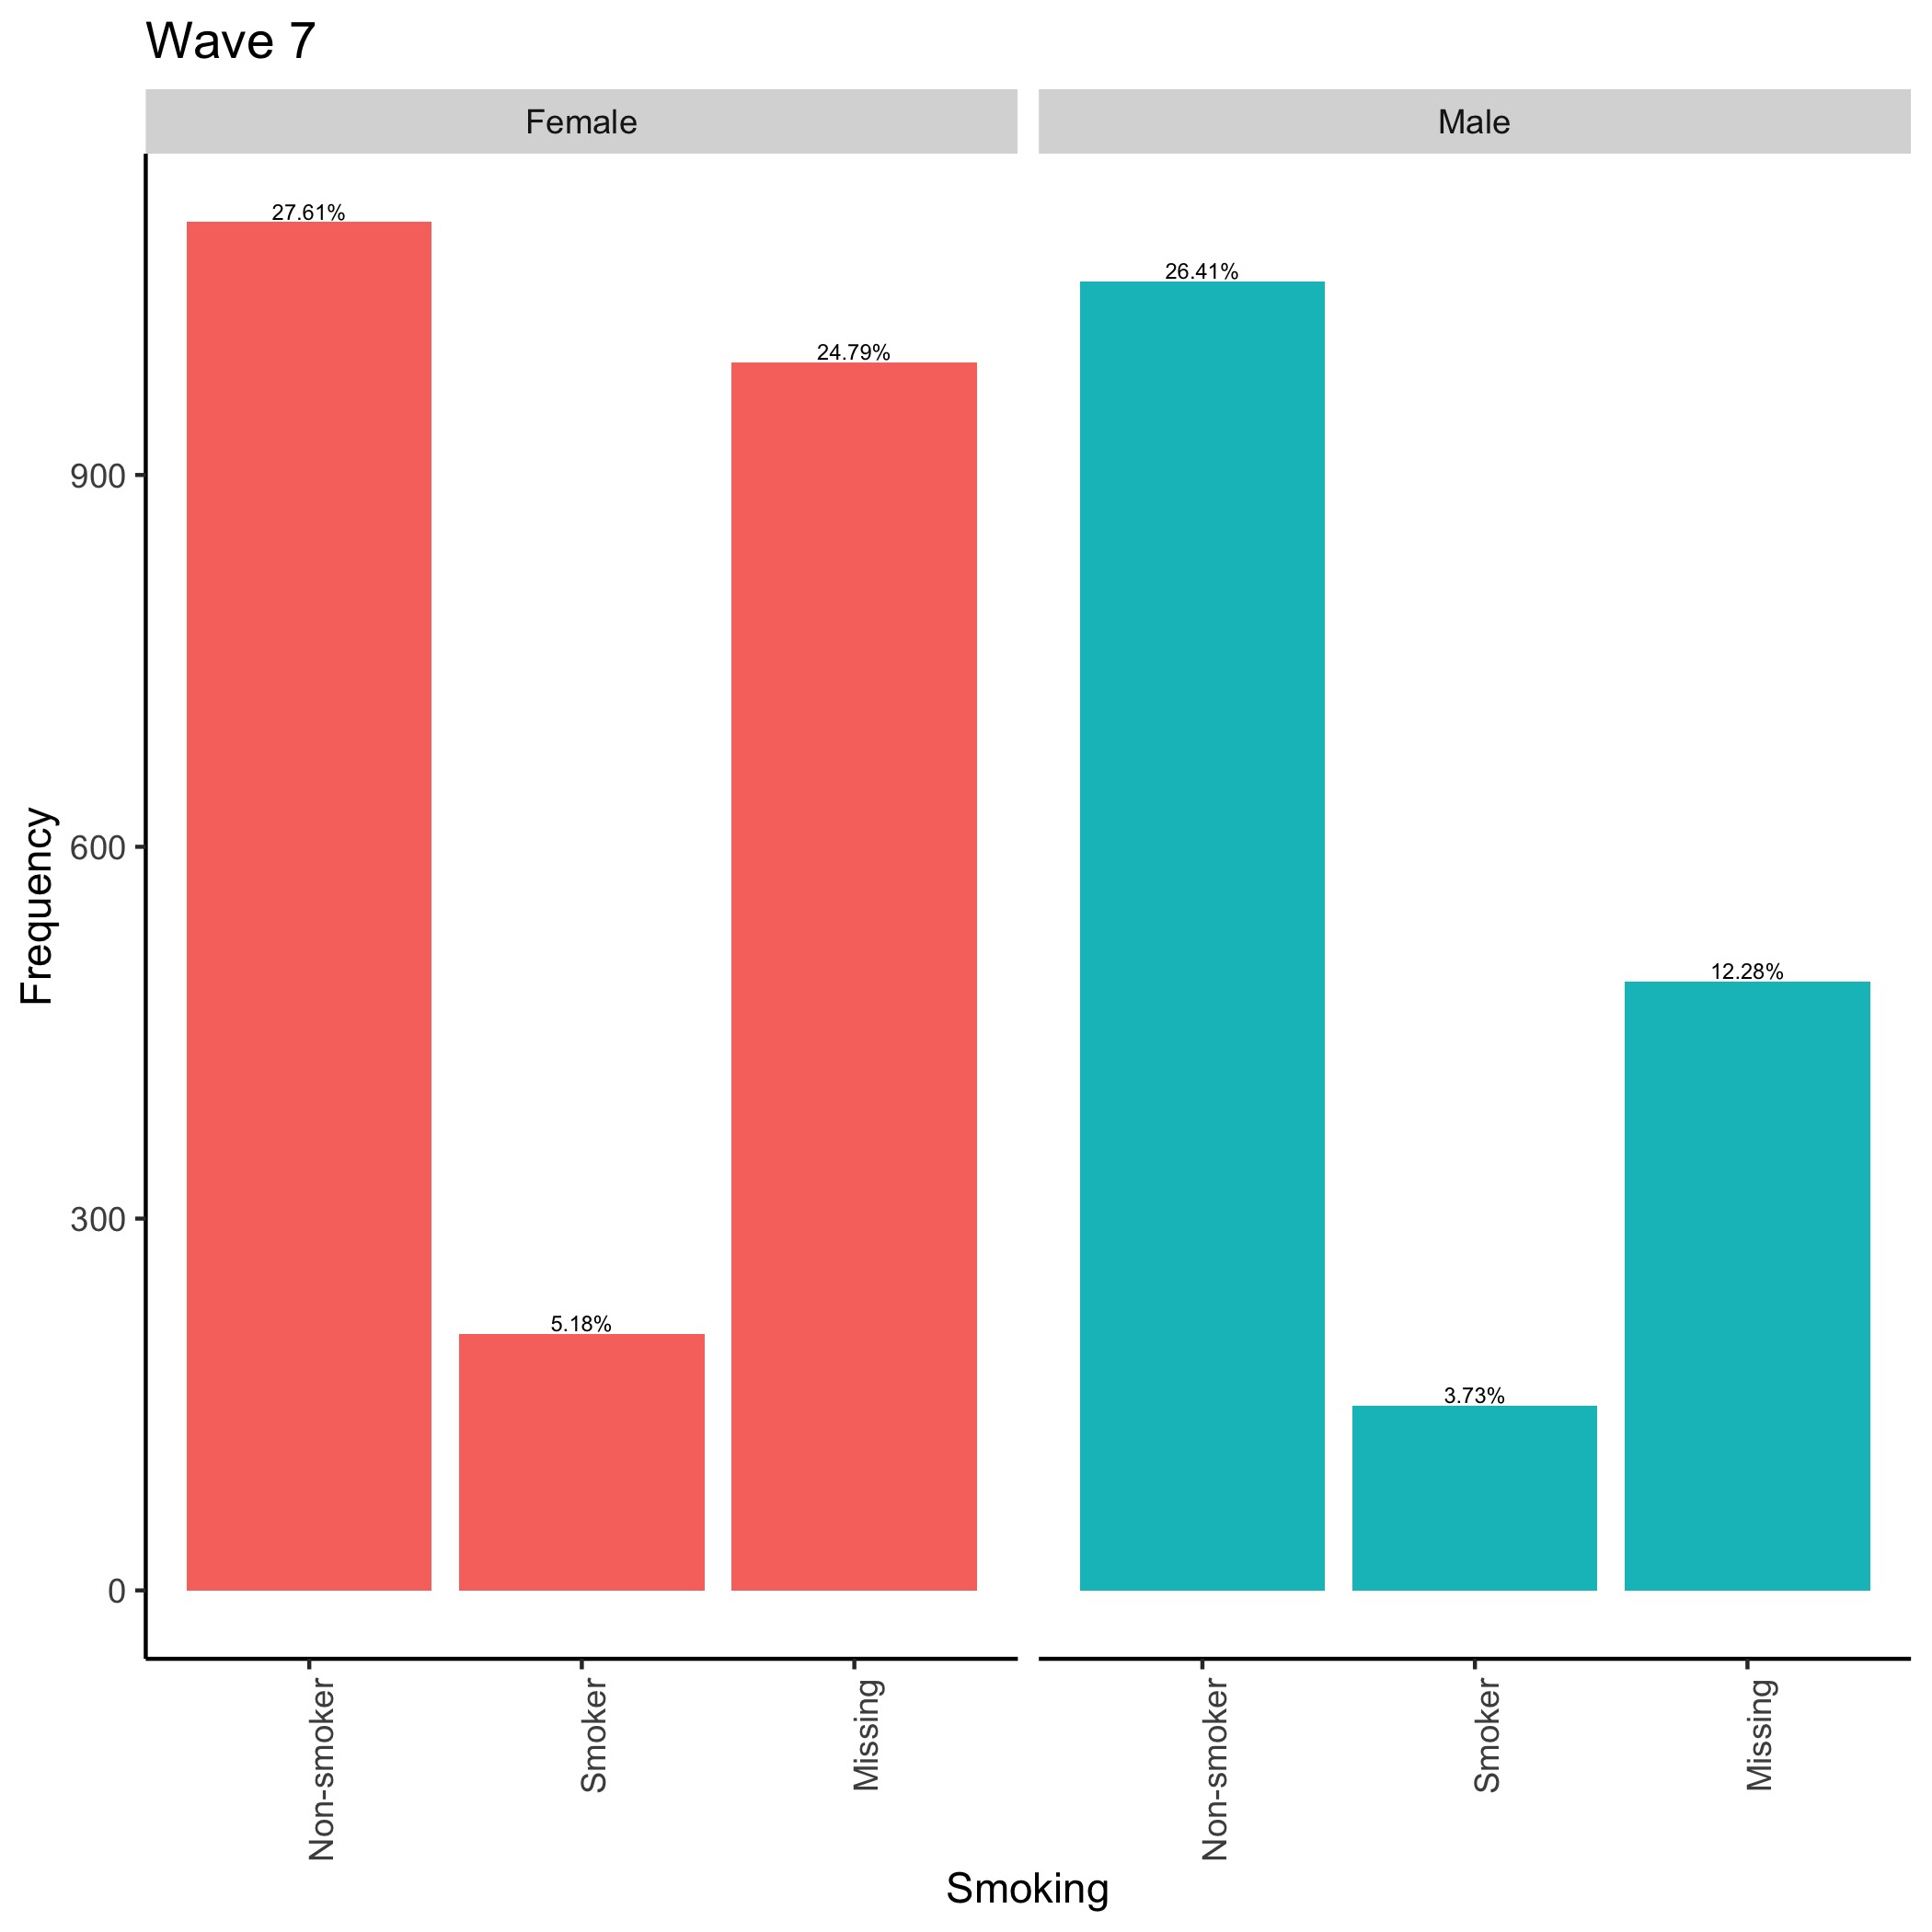 Wave 7
Female
Male
27.61%
26.41%
24.79%
12.28%
5.18%
3.73%
900
600
300
0
Frequency
Non-smoker
Smoker
Missing
Non-smoker
Smoker
Missing
Smoking